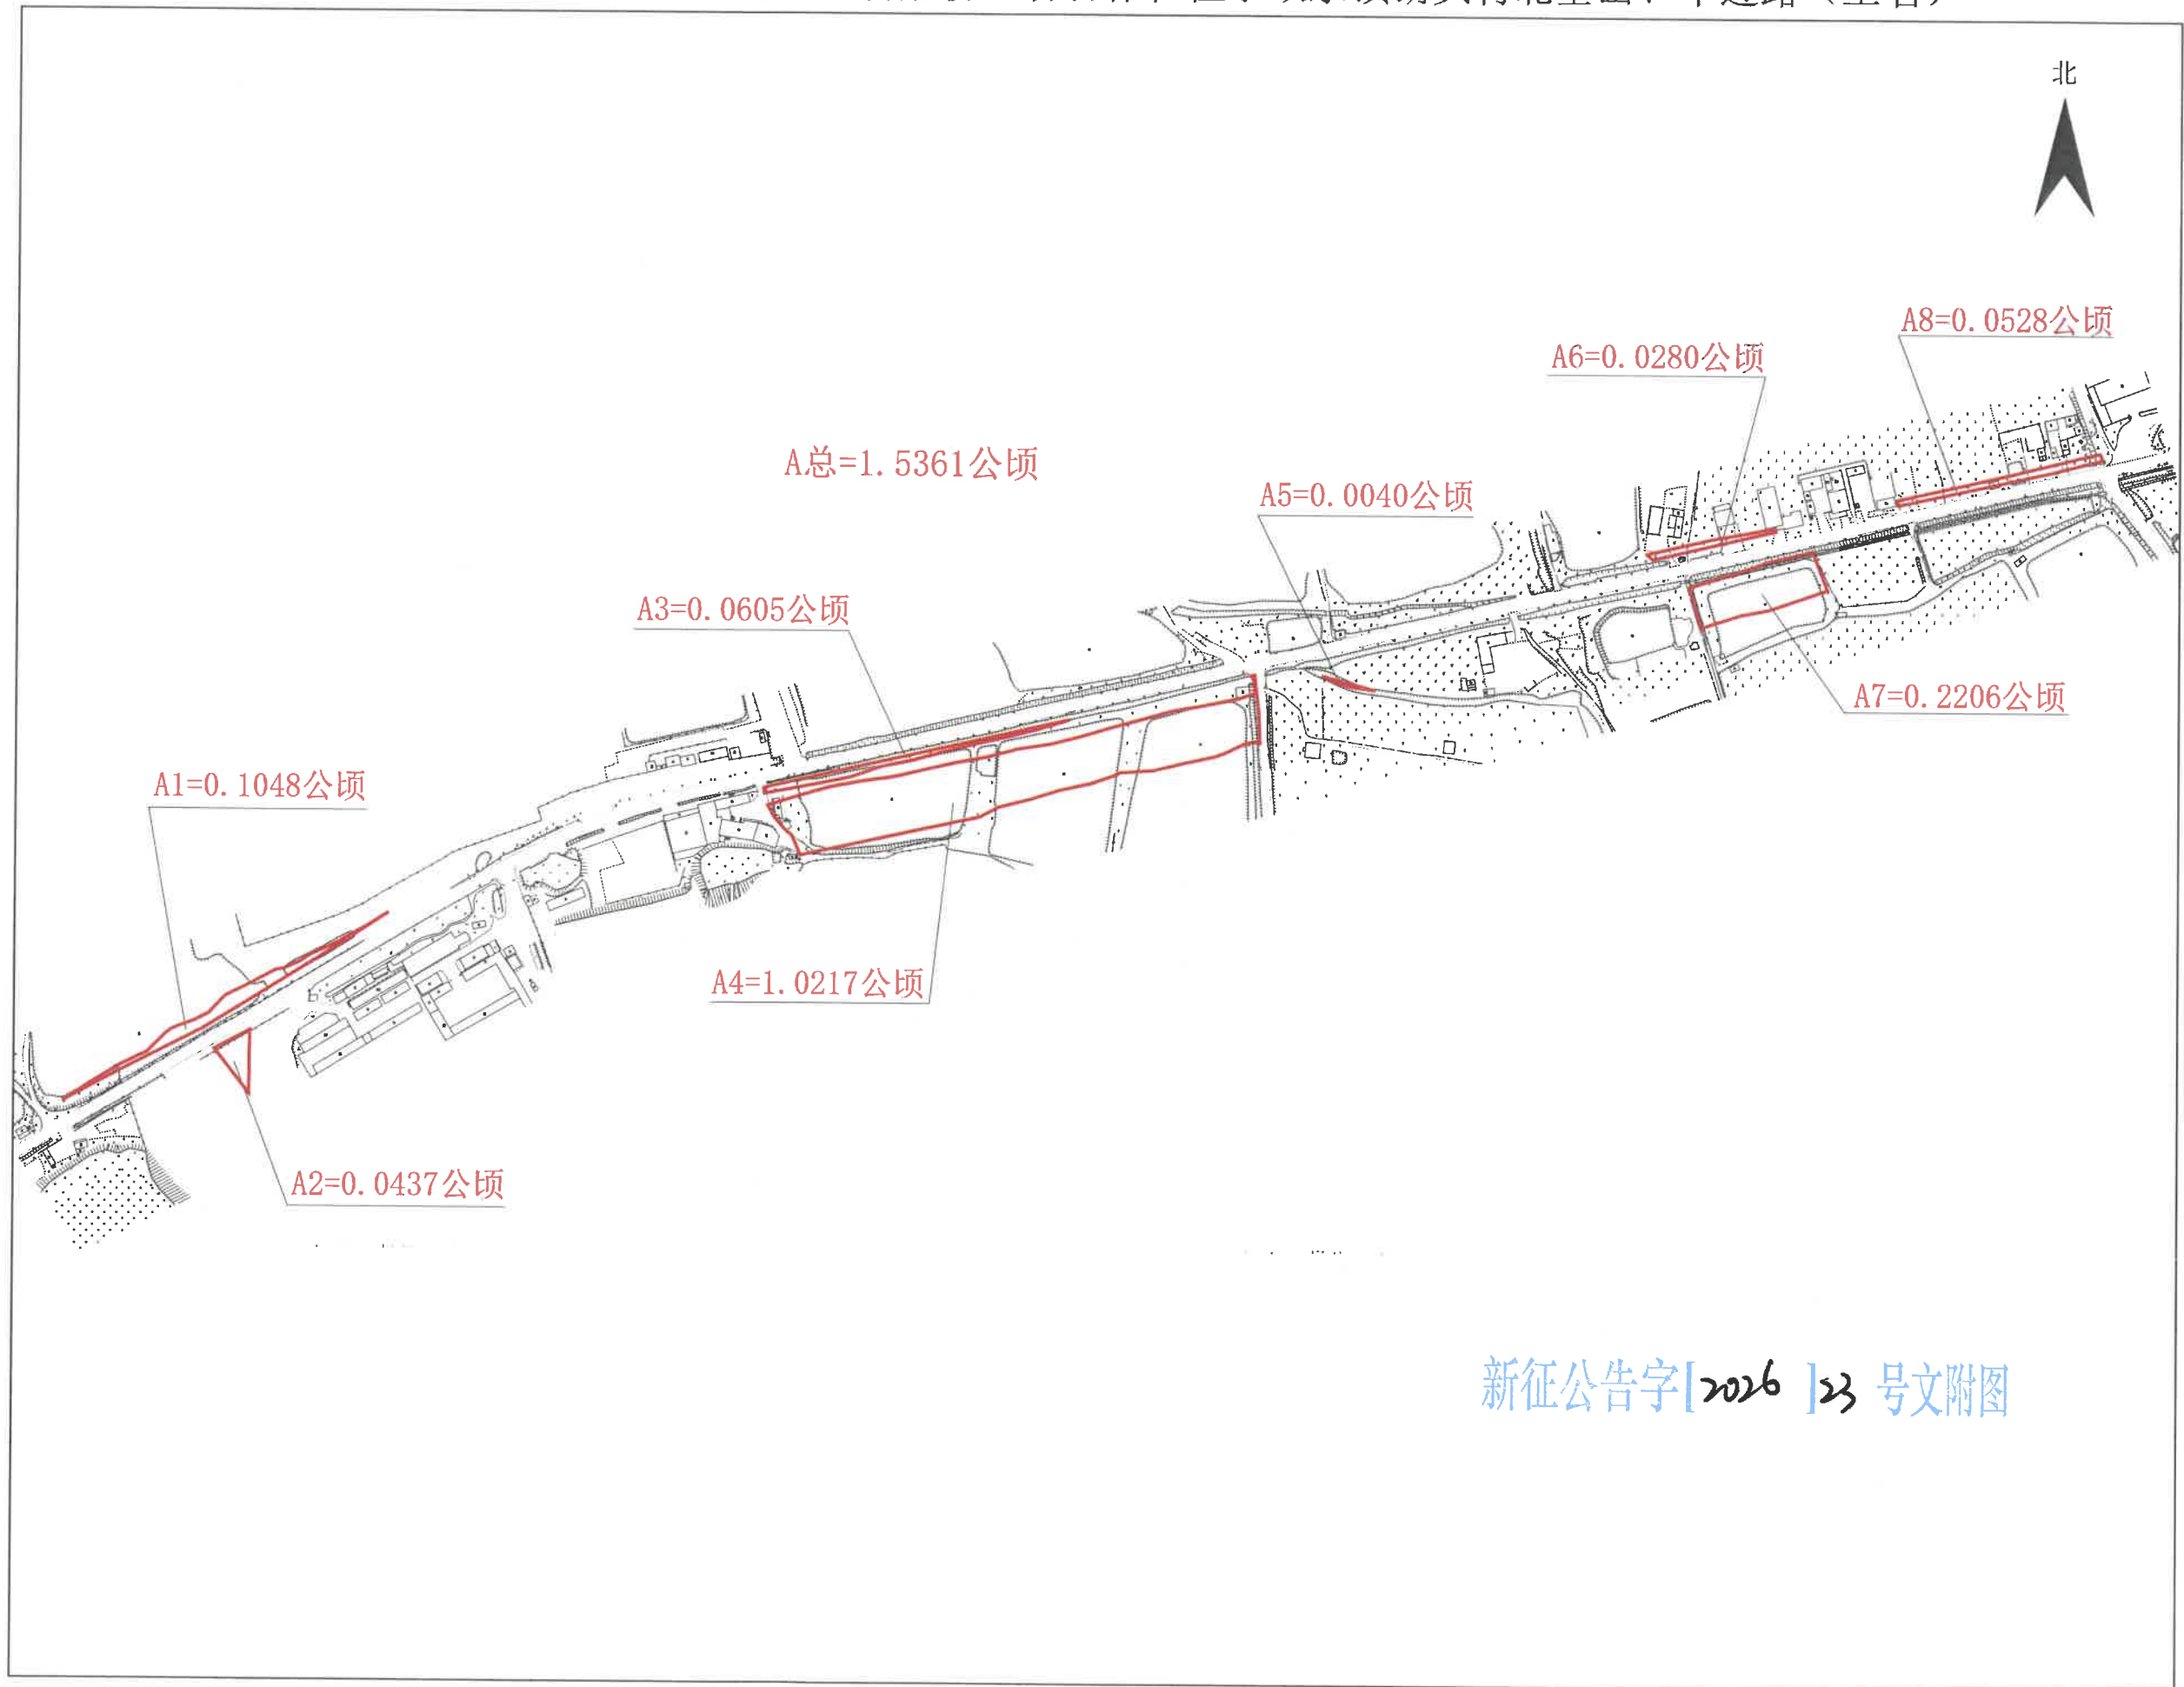 北
A8=0.0528公顷
A6=0.0280公顷
A总=1.5361公顷
A5=0.0040公顷
A3=0.0605公顷
A7=0.2206公顷
A1=0.1048公顷
A4=1.0217公顷
A2=0.0437公顷
新征公告字[2026]23 号文附图